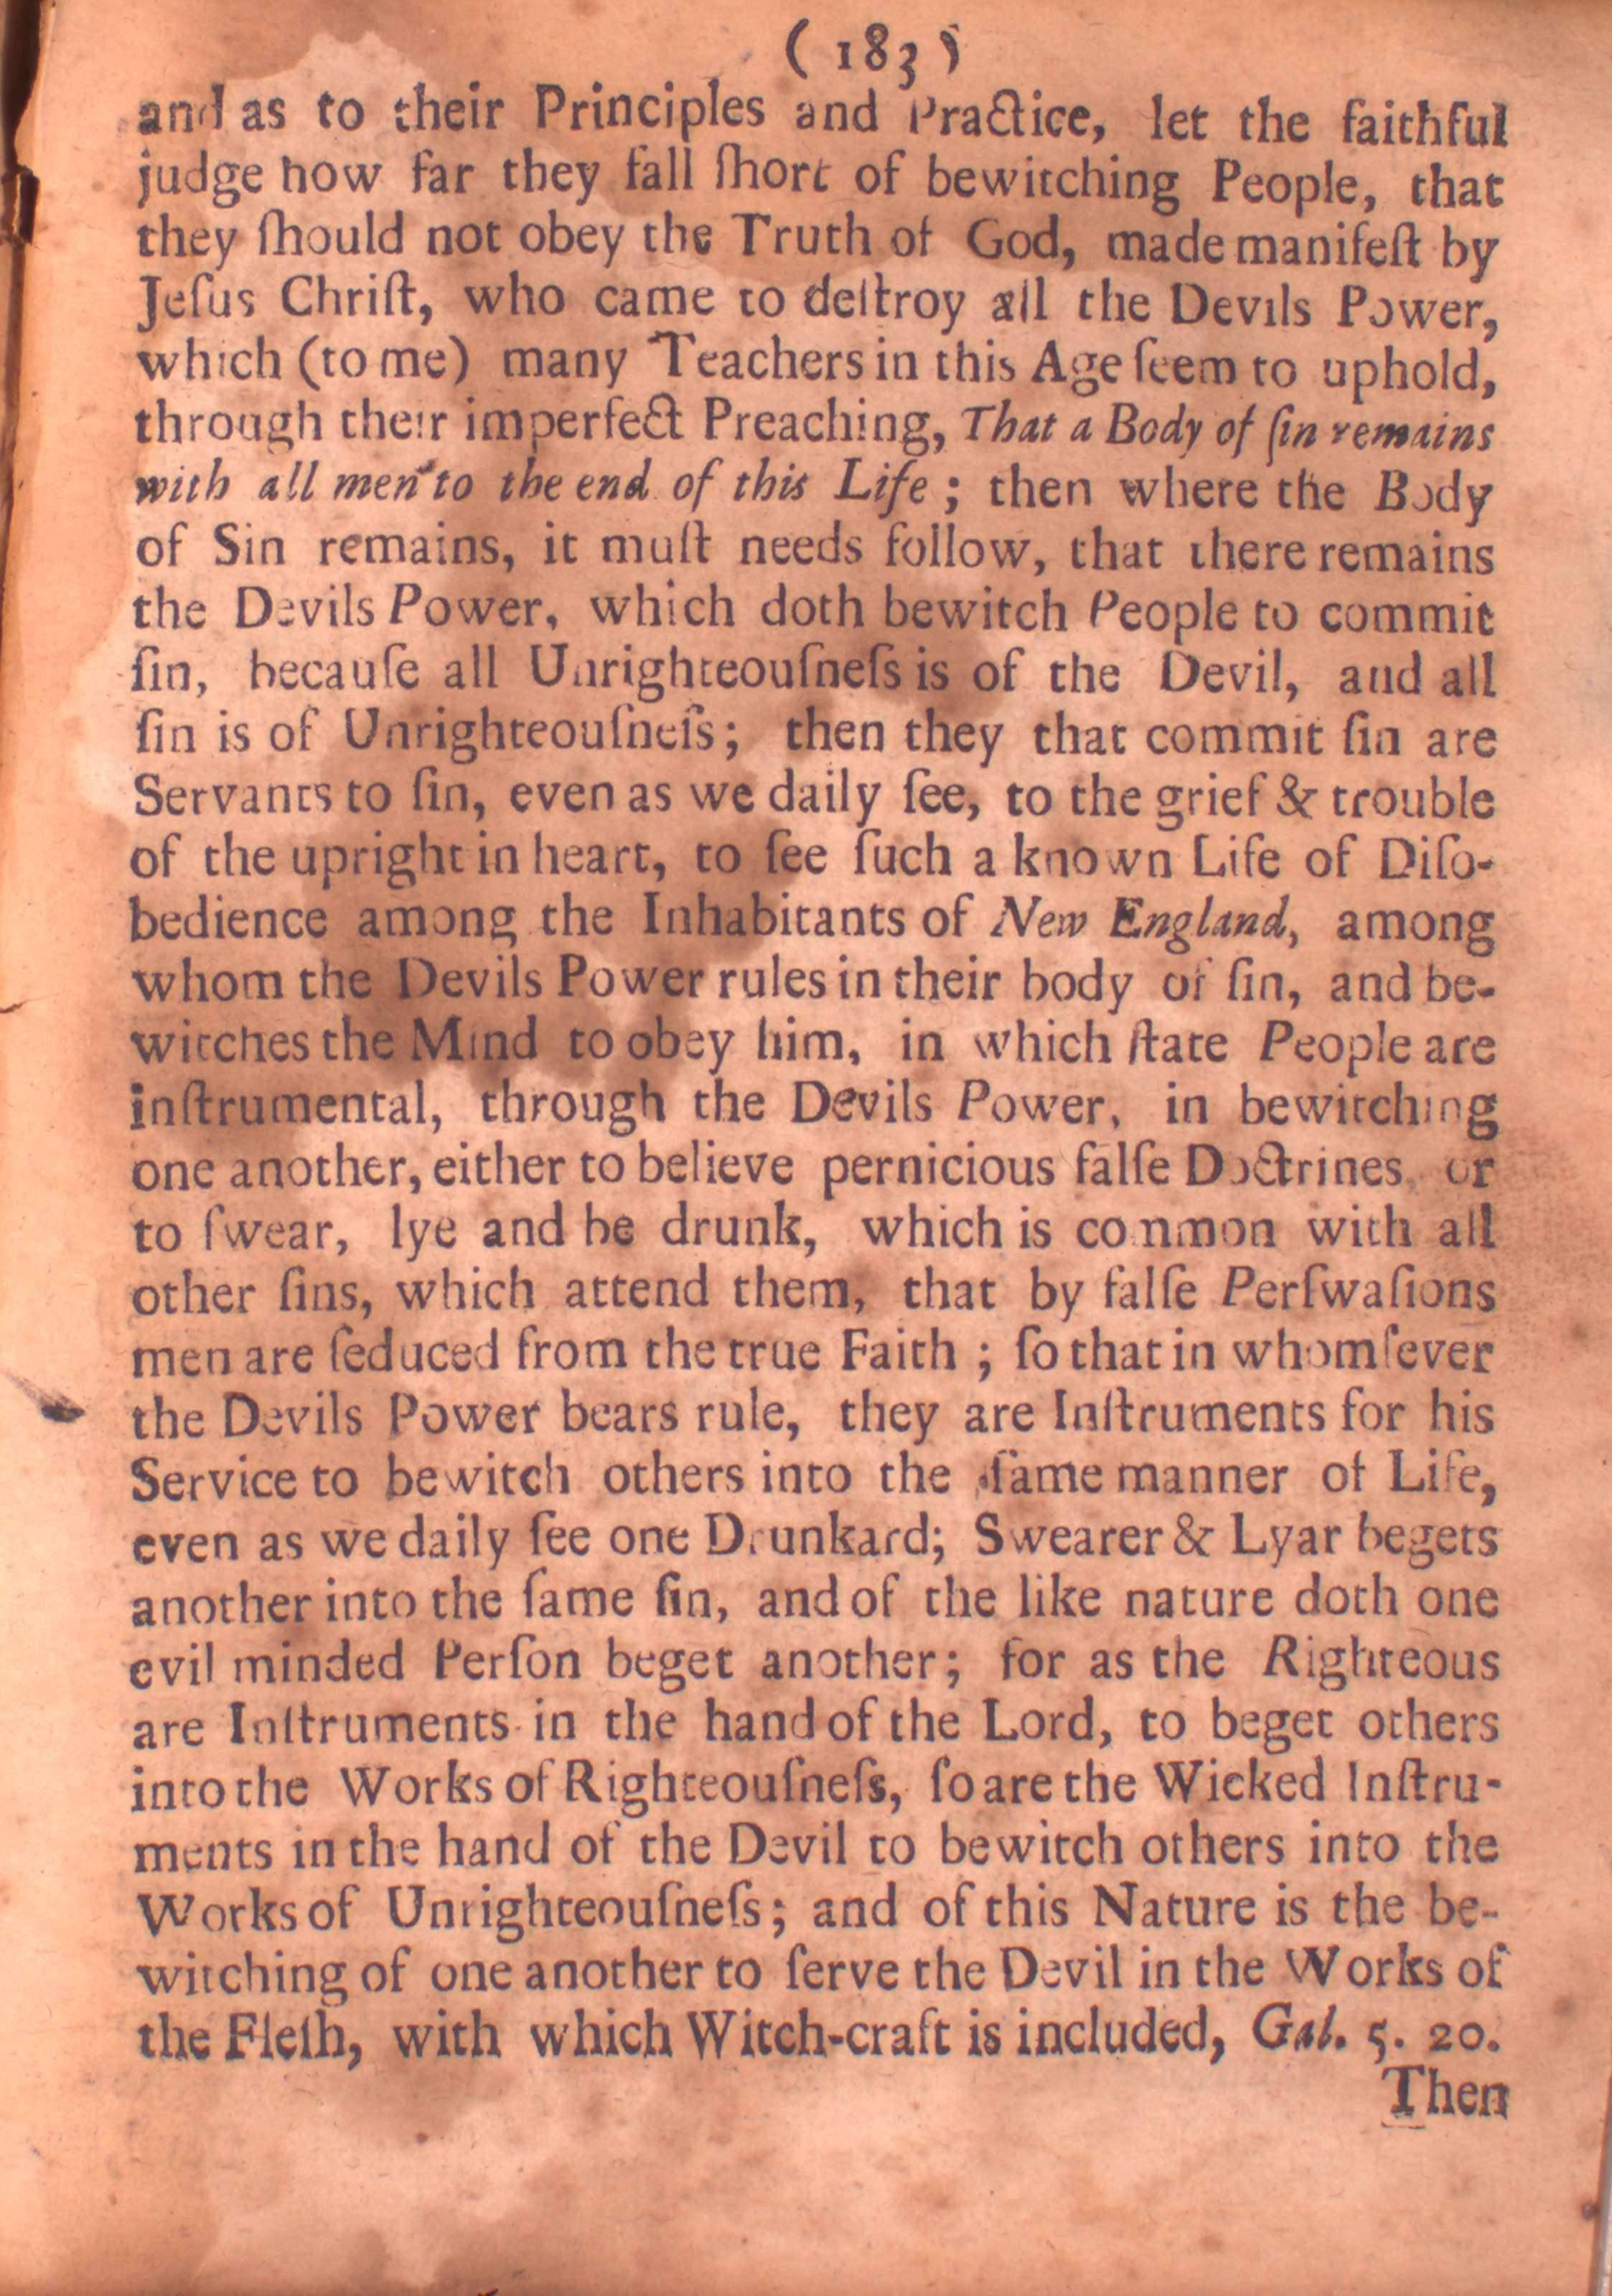 ( 183 )
and as to their Principles and Practice, let the faithful
judge how far they fall ſhort of bewitching People, that
they ſhould not obey the Truth of God, made manifeſt by
Jeſus Chriſt, who came to deſtroy all the Devils Power,
which (to me) many Teachers in this Age ſeem to uphold,
through their imperfect Preaching, That a Body of ſin remains
with all men to the end of this Life ; then where the Body
of Sin remains, it muſt needs follow, that there remains
the Devils Power, which doth bewitch People to commit
ſin, becauſe all Unrighteouſneſs is of the Devil, and all
ſin is of Unrighteouſneſs; then they that commit ſin are
Servants to ſin, even as we daily ſee, to the grief & trouble
of the upright in heart, to ſee ſuch a known Life of Diſo-
bedience among the Inhabitants of New England, among
whom the Devils Power rules in their body of ſin, and be-
witches the Mind to obey him, in which ſtate People are
inſtrumental, through the Devils Power, in bewitching
one another, either to believe pernicious falſe Doctrines, or
to ſwear, lye and be drunk, which is common with all
other ſins, which attend them, that by falſe Perſwaſions
men are ſeduced from the true Faith ; ſo that in whomſever
the Devils Power bears rule, they are Inſtruments for his
Service to bewitch others into the ſame manner of Life,
even as we daily ſee one Drunkard; Swearer & Lyar begets
another into the ſame ſin, and of the like nature doth one
evil minded Perſon beget another; for as the Righteous
are Inſtruments in the hand of the Lord, to beget others
into the Works of Righteouſneſs, ſo are the Wicked Inſtru-
ments in the hand of the Devil to bewitch others into the
Works of Unrighteouſneſs; and of this Nature is the be-
witching of one another to ſerve the Devil in the Works of
the Fleſh, with which Witch-craft is included, Gal. 5. 20.
Then